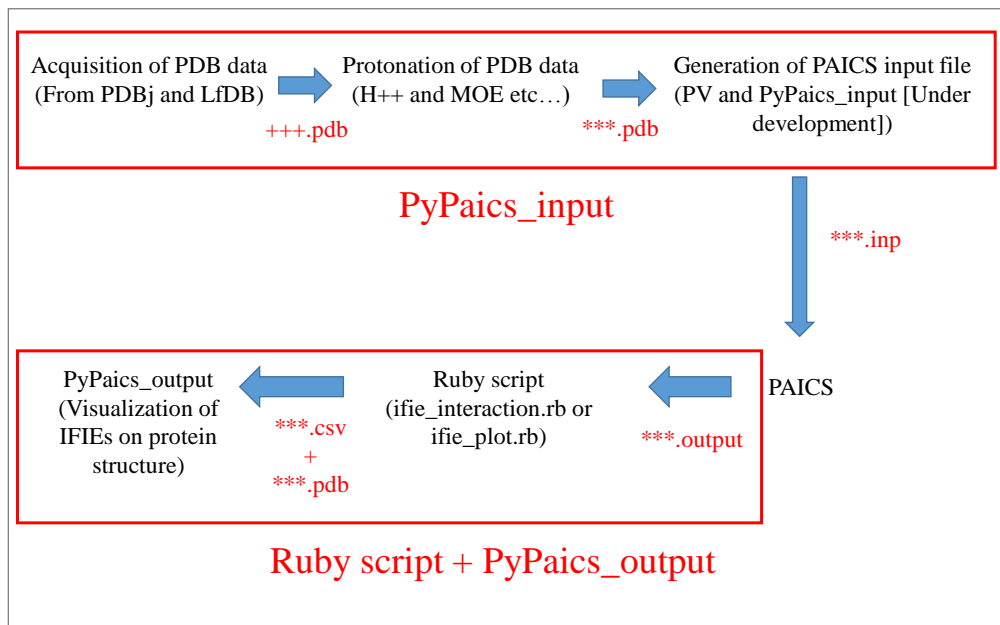 Acquisition of PDB data
(From PDBj and LfDB)
+++.pdb
Protonation of PDB data
(H++ and MOE etc…)
***.pdb
Generation of PAICS input file
(PV and PyPaics_input [Under
development])
PyPaics_input
***.inp
PAICS
***.output
Ruby script
(ifie_interaction.rb or
ifie_plot.rb)
***.csv
+
***.pdb
PyPaics_output
(Visualization of
IFIEs on protein
structure)
Ruby script + PyPaics_output